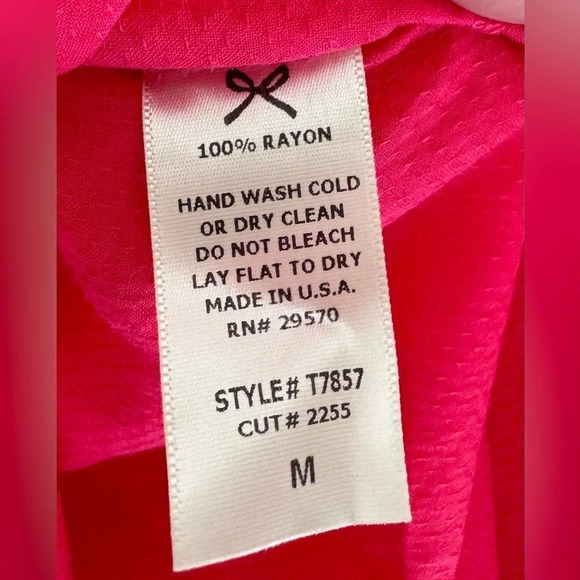 100% RAYON
HAND WASH COLD
OR DRY CLEAN
DO NOT BLEACH
LAY FLAT TO DRY
MADE IN U.S.A.
RN# 29570
STYLE# T7857
CUT# 2255
M